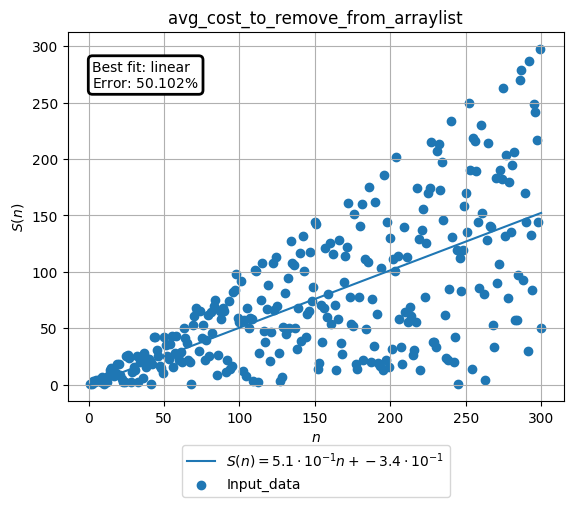 avg_cost_to_remove_from_arraylist
Best fit: linear
Error: 50.102%
300
250
200
150
100
50
0
S(n)
0 50 100 150 200 250 300
n
S(n) = 5.1 · 10⁻¹n + −3.4 · 10⁻¹
Input_data